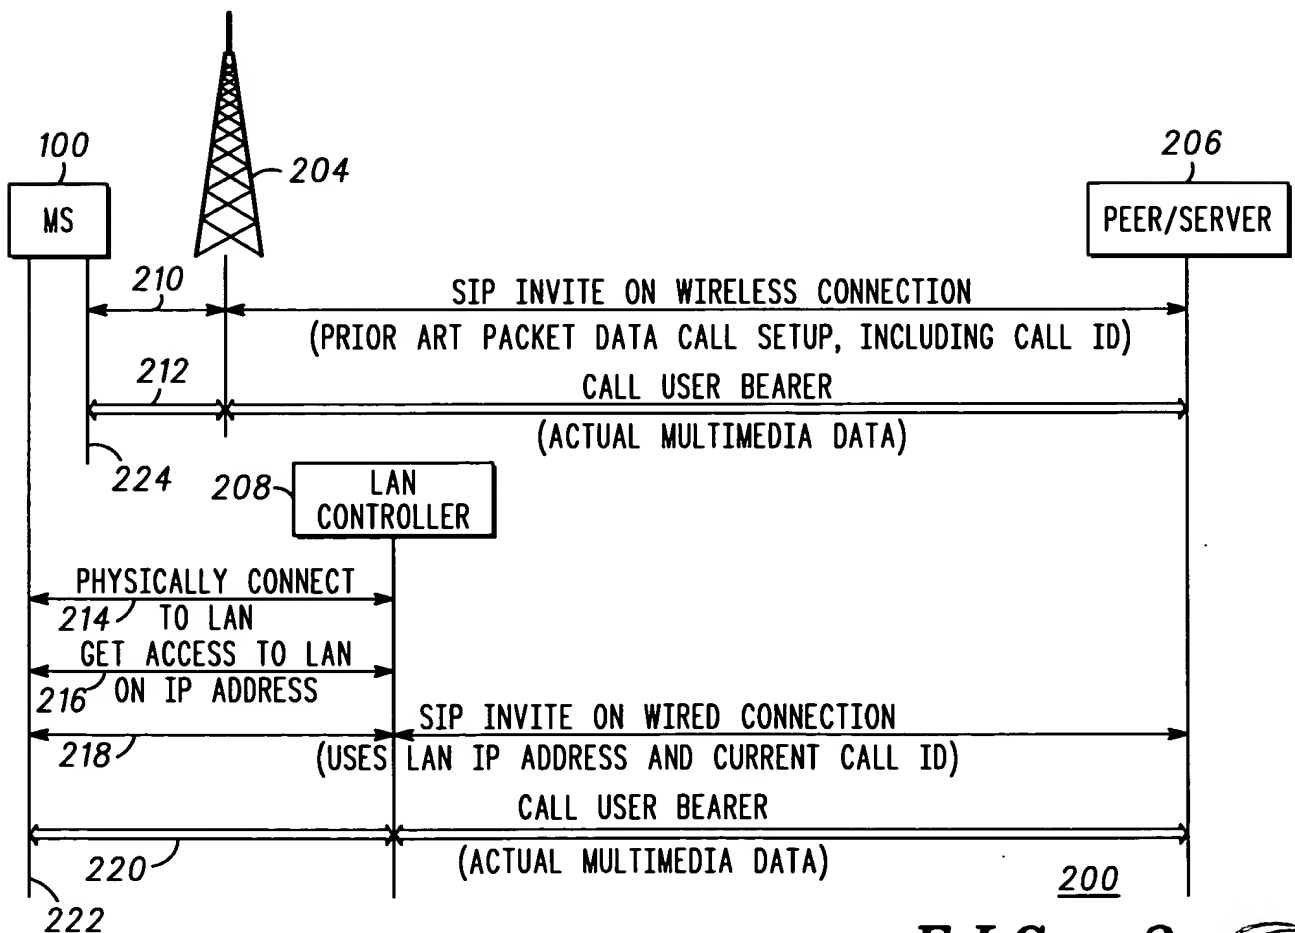 100
204
206
MS
PEER/SERVER
210
SIP INVITE ON WIRELESS CONNECTION
(PRIOR ART PACKET DATA CALL SETUP, INCLUDING CALL ID)
212
CALL USER BEARER
(ACTUAL MULTIMEDIA DATA)
224
208
LAN
CONTROLLER
PHYSICALLY CONNECT
214
TO LAN
GET ACCESS TO LAN
216
ON IP ADDRESS
SIP INVITE ON WIRED CONNECTION
218
(USES LAN IP ADDRESS AND CURRENT CALL ID)
CALL USER BEARER
220
(ACTUAL MULTIMEDIA DATA)
200
222